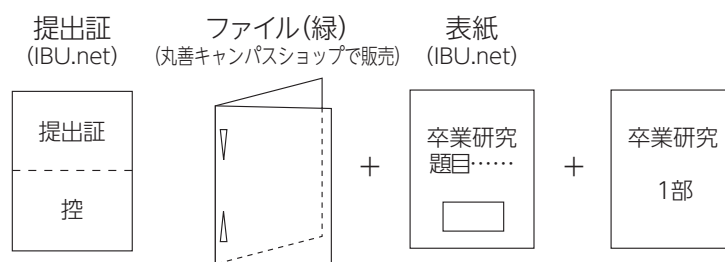 提出証
(IBU.net)
ファイル(緑)
(丸善キャンパスショップで販売)
表紙
(IBU.net)
提出証
控
+
卒業研究
題目……
+
卒業研究
1部